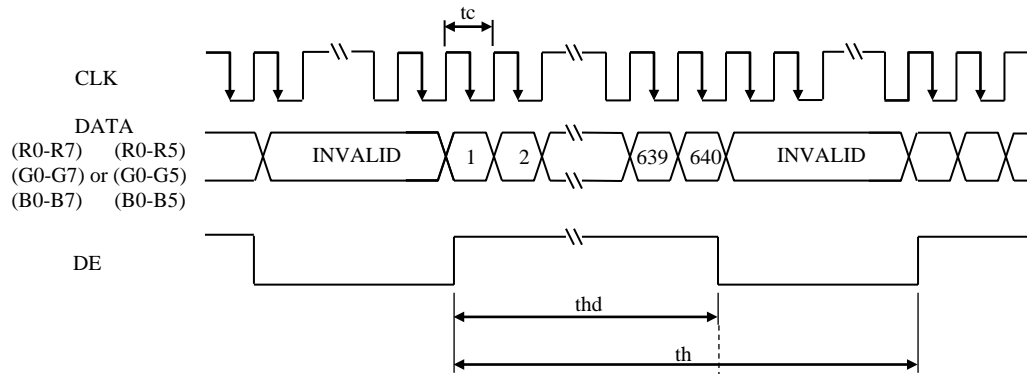 tc
CLK
DATA
(R0-R7) (R0-R5)
(G0-G7) or (G0-G5)
(B0-B7) (B0-B5)
INVALID 1 2 639 640 INVALID
DE
thd
th